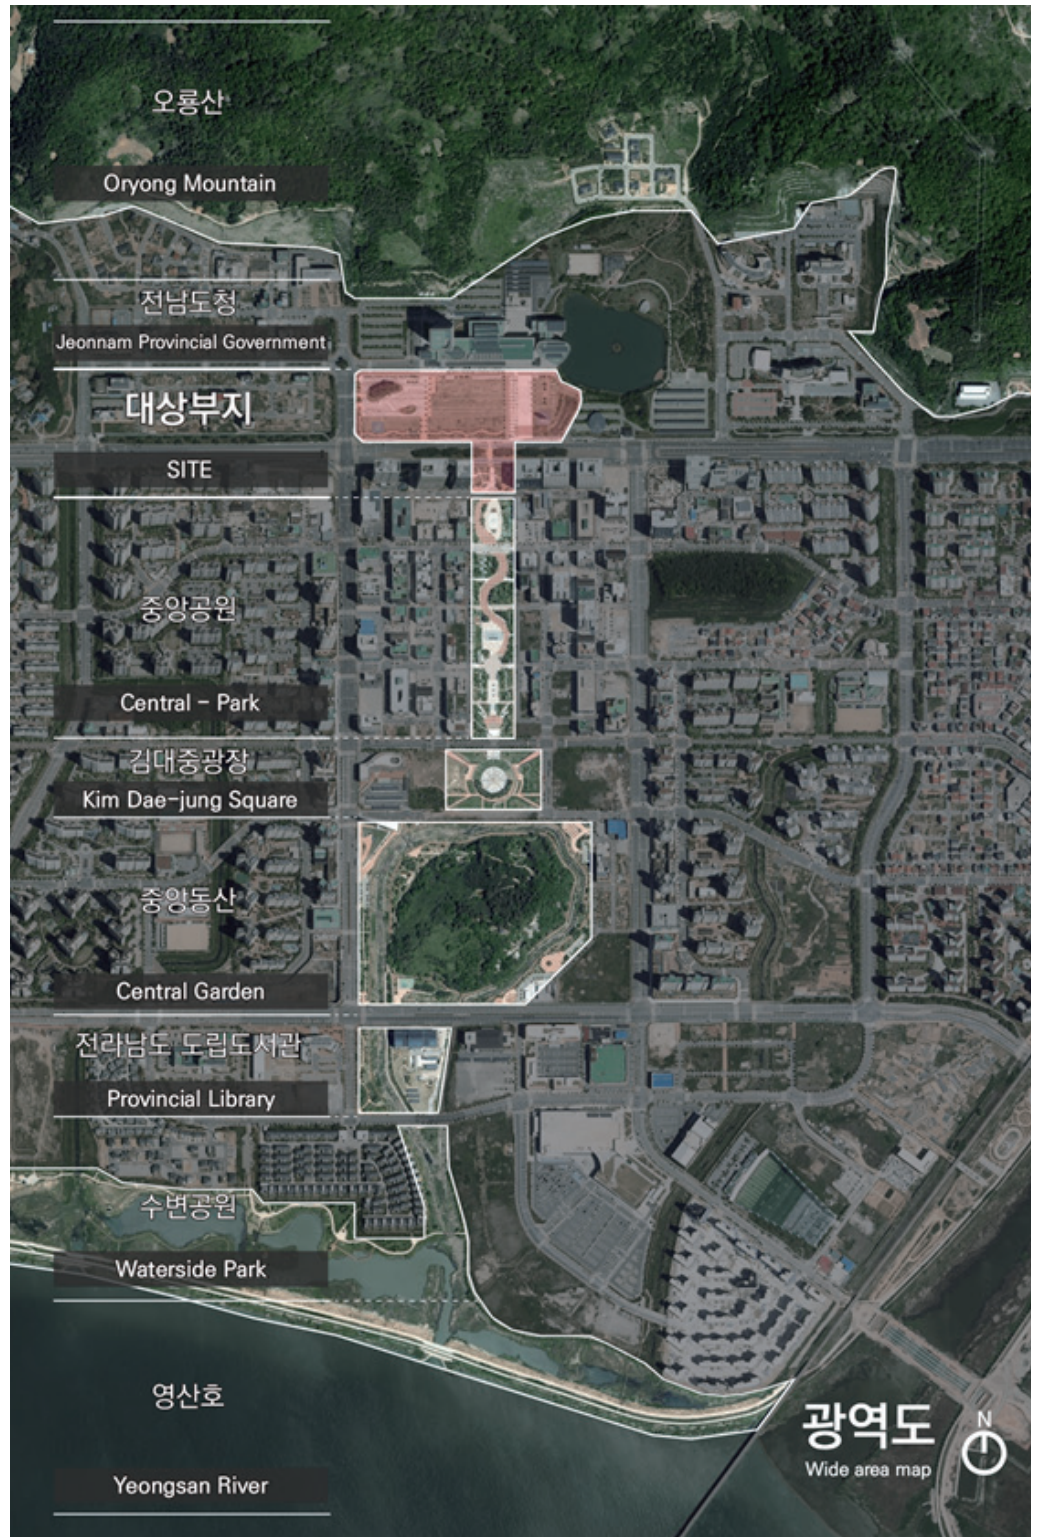 오룡산
Oryong Mountain
전남도청
Jeonnam Provincial Government
대상부지
SITE
중앙공원
Central - Park
김대중광장
Kim Dae-jung Square
중앙동산
Central Garden
전라남도 도립도서관
Provincial Library
수변공원
Waterside Park
영산호
Yeongsan River
광역도
Wide area map
N